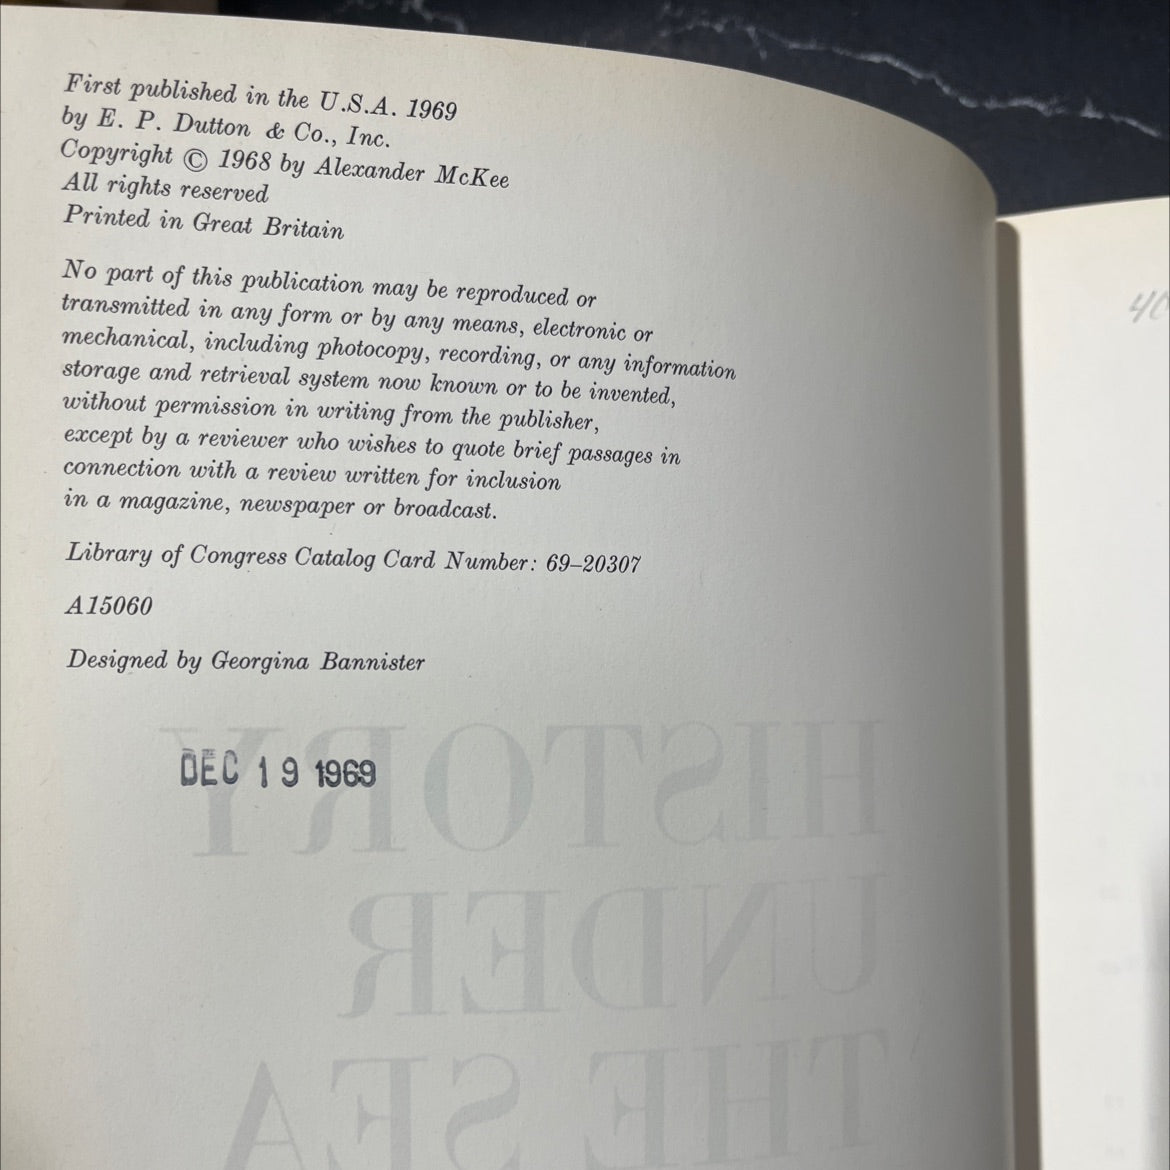 First published in the U.S.A. 1969
by E. P. Dutton & Co., Inc.
Copyright © 1968 by Alexander McKee
All rights reserved
Printed in Great Britain
No part of this publication may be reproduced or
transmitted in any form or by any means, electronic or
mechanical, including photocopy, recording, or any information
storage and retrieval system now known or to be invented,
without permission in writing from the publisher,
except by a reviewer who wishes to quote brief passages in
connection with a review written for inclusion
in a magazine, newspaper or broadcast.
Library of Congress Catalog Card Number: 69–20307
A15060
Designed by Georgina Bannister
DEC 19 1969
HISTORY
UNDER
THE SEA